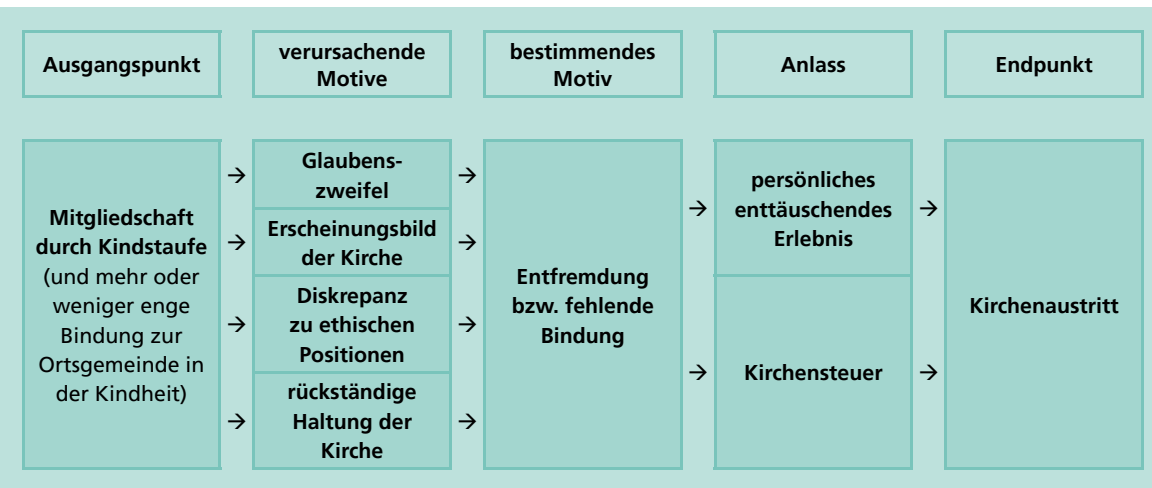 Ausgangspunkt
verursachende
Motive
bestimmendes
Motiv
Anlass
Endpunkt
Mitgliedschaft
durch Kindstaufe
(und mehr oder
weniger enge
Bindung zur
Ortsgemeinde in
der Kindheit)
→
Glaubens-
zweifel
→
→
Erscheinungsbild
der Kirche
→
→
Diskrepanz
zu ethischen
Positionen
→
→
rückständige
Haltung der
Kirche
→
Entfremdung
bzw. fehlende
Bindung
→
persönliches
enttäuschendes
Erlebnis
→
→
Kirchensteuer
→
Kirchenaustritt